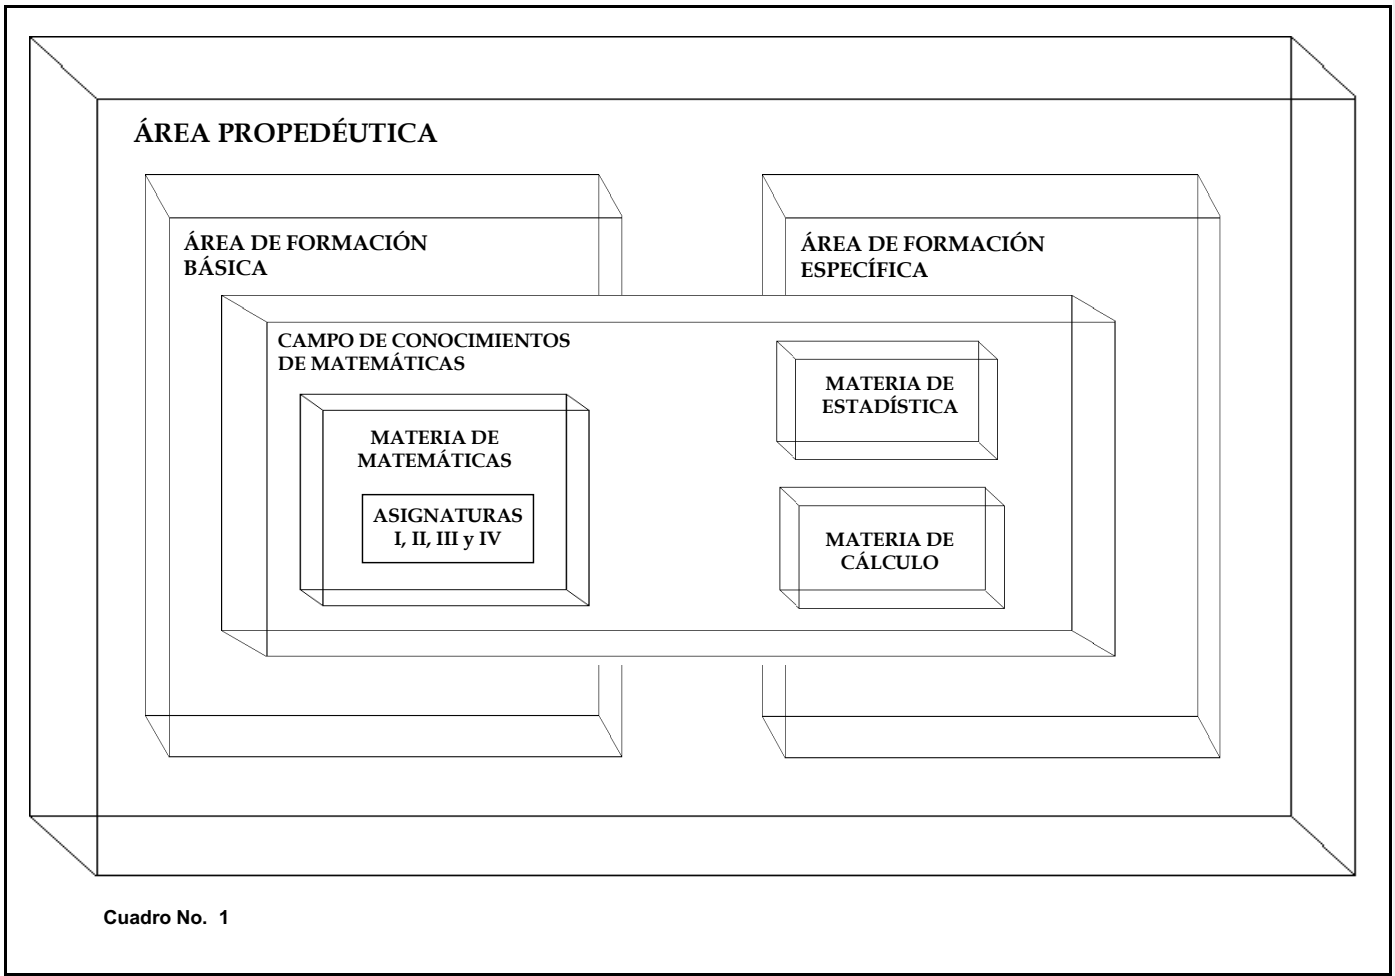 ÁREA PROPEDÉUTICA
ÁREA DE FORMACIÓN
BÁSICA
ÁREA DE FORMACIÓN
ESPECÍFICA
CAMPO DE CONOCIMIENTOS
DE MATEMÁTICAS
MATERIA DE
MATEMÁTICAS
ASIGNATURAS
I, II, III y IV
MATERIA DE
ESTADÍSTICA
MATERIA DE
CÁLCULO
Cuadro No. 1